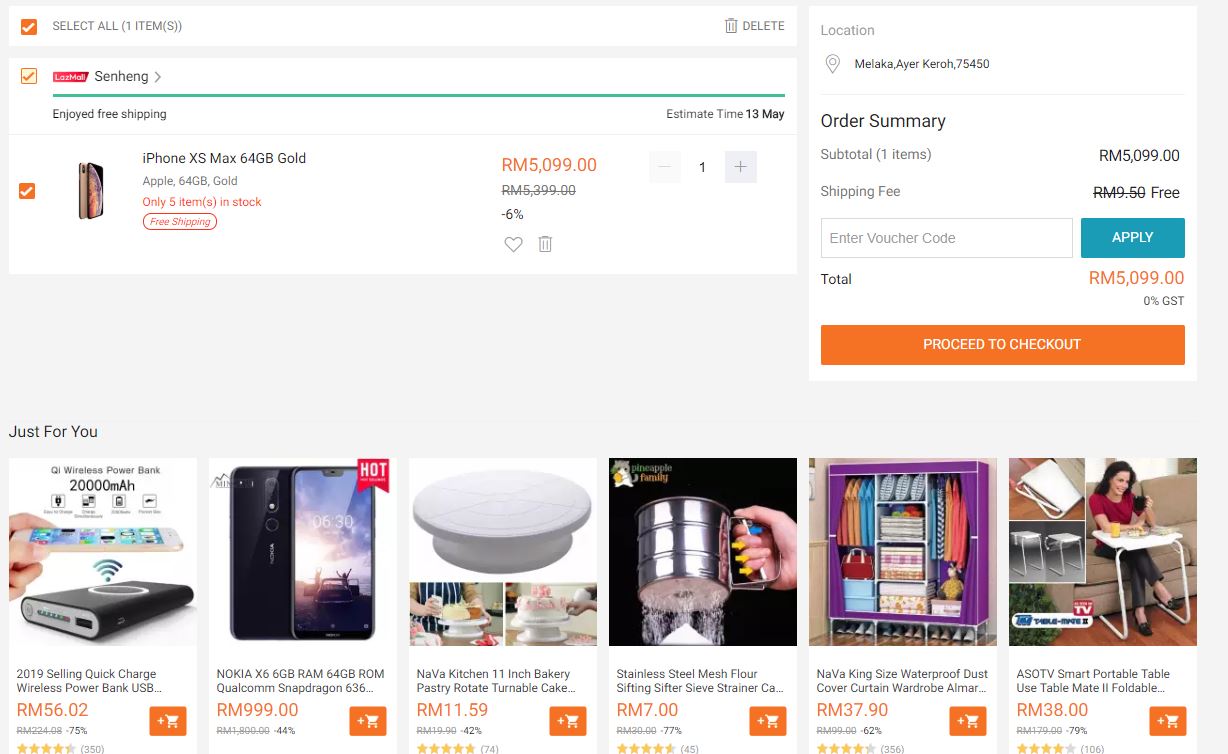 SELECT ALL (1 ITEM(S))
DELETE
LazMall Senheng
Enjoyed free shipping
Estimate Time 13 May
iPhone XS Max 64GB Gold
Apple, 64GB, Gold
Only 5 item(s) in stock
Free Shipping
RM5,099.00
RM5,399.00
-6%
1
Location
Melaka,Ayer Keroh,75450
Order Summary
Subtotal (1 items) RM5,099.00
Shipping Fee RM9.50 Free
Enter Voucher Code APPLY
Total RM5,099.00
0% GST
PROCEED TO CHECKOUT
Just For You
Qi Wireless Power Bank
20000mAh
2019 Selling Quick Charge
Wireless Power Bank USB...
RM56.02
RM224.08 -75%
(350)
HOT
06:30
NOKIA
NOKIA
NOKIA X6 6GB RAM 64GB ROM
Qualcomm Snapdragon 636...
RM999.00
RM1,800.00 -44%
NaVa Kitchen 11 Inch Bakery
Pastry Rotate Turnable Cake...
RM11.59
RM19.90 -42%
(74)
pineapple
family
Stainless Steel Mesh Flour
Sifting Sifter Sieve Strainer Ca...
RM7.00
RM30.00 -77%
(45)
NaVa King Size Waterproof Dust
Cover Curtain Wardrobe Almar...
RM37.90
RM99.00 -62%
(356)
AS SEEN ON
TV
TABLE-MATE II
ASOTV Smart Portable Table
Use Table Mate II Foldable...
RM38.00
RM179.00 -79%
(106)